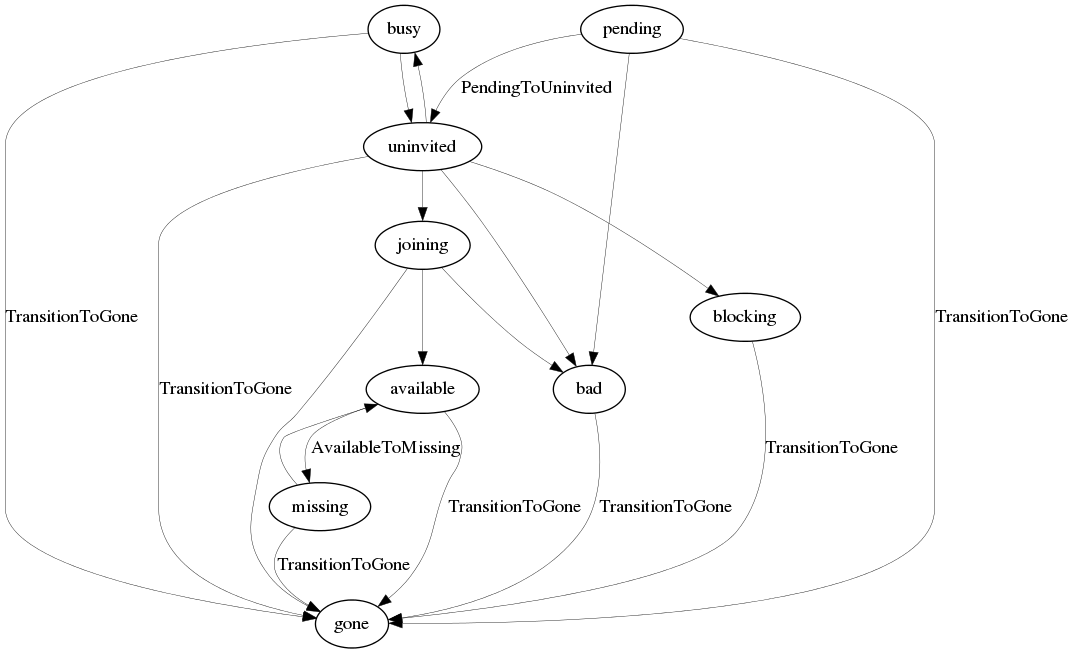 busy
pending
PendingToUninvited
uninvited
joining
TransitionToGone
blocking
TransitionToGone
TransitionToGone
available
bad
AvailableToMissing
TransitionToGone
missing
TransitionToGone
TransitionToGone
TransitionToGone
gone